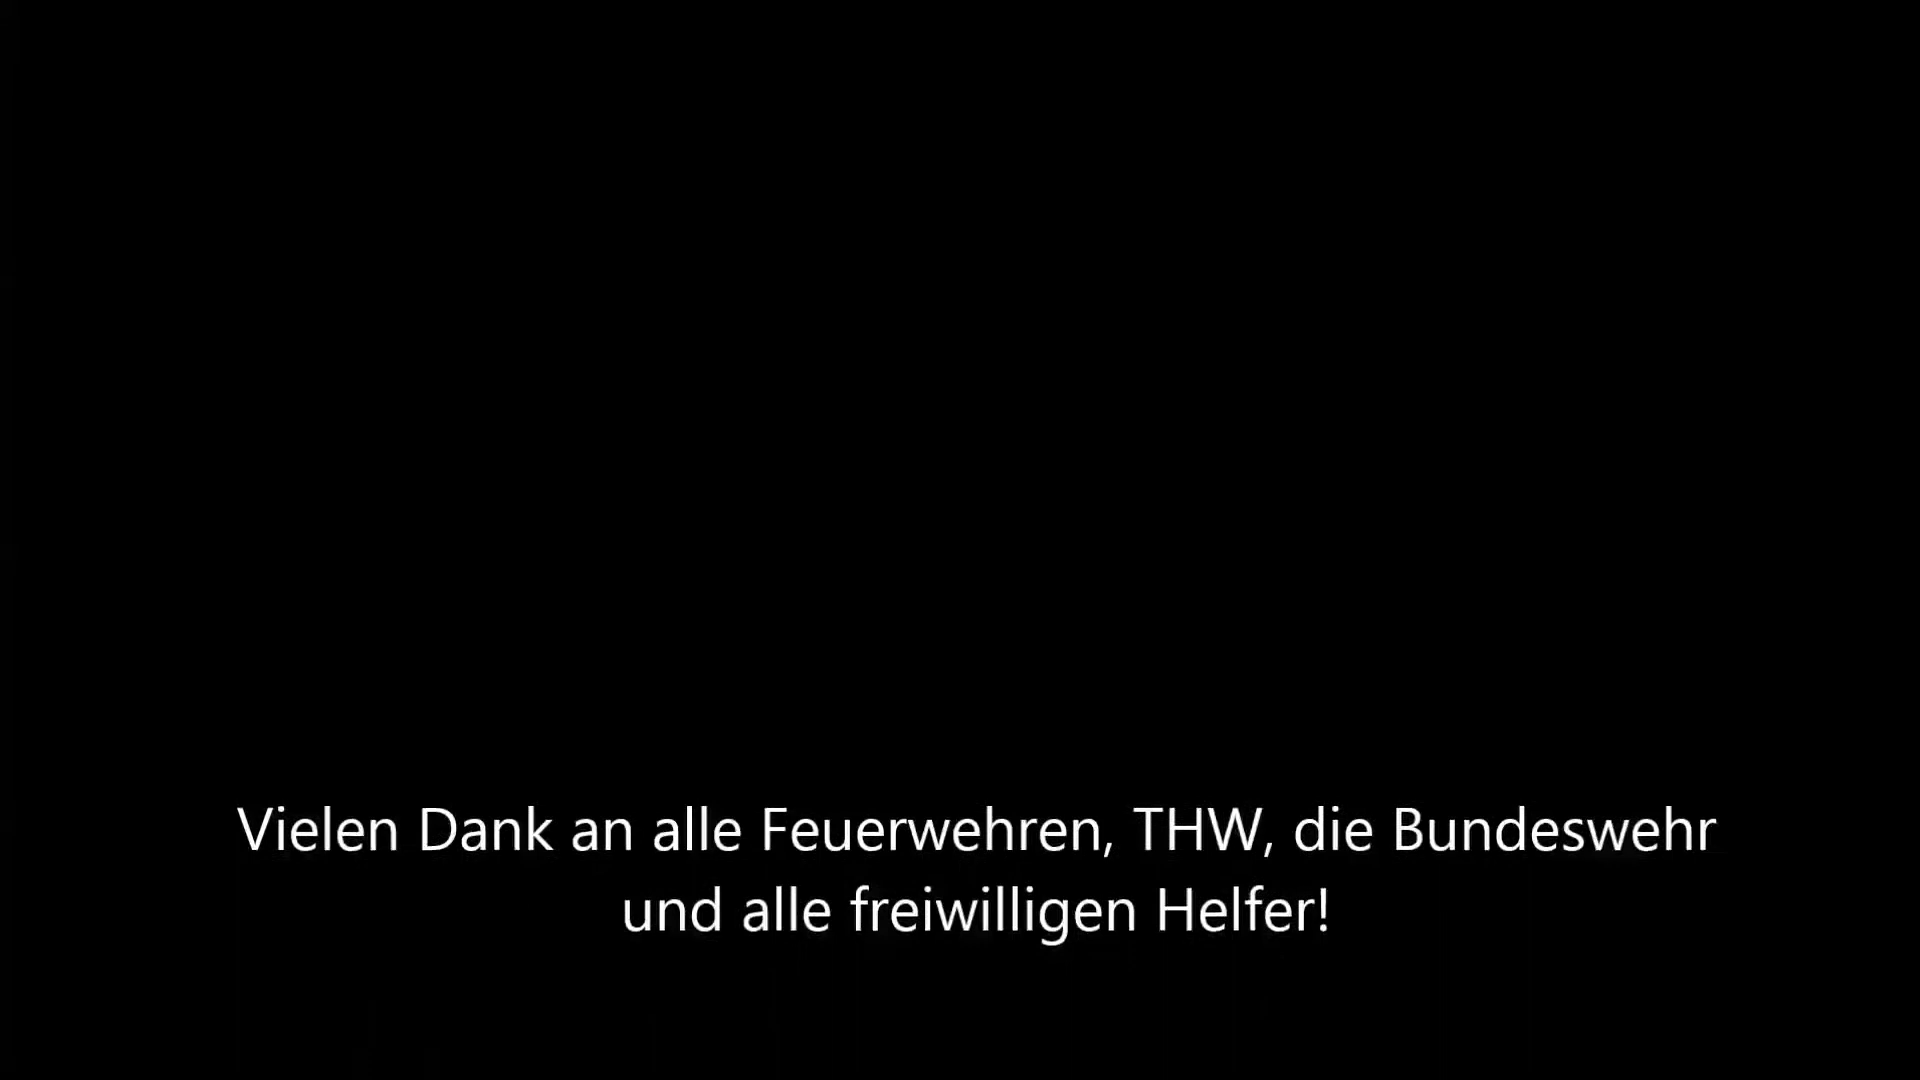 Vielen Dank an alle Feuerwehren, THW, die Bundeswehr
und alle freiwilligen Helfer!